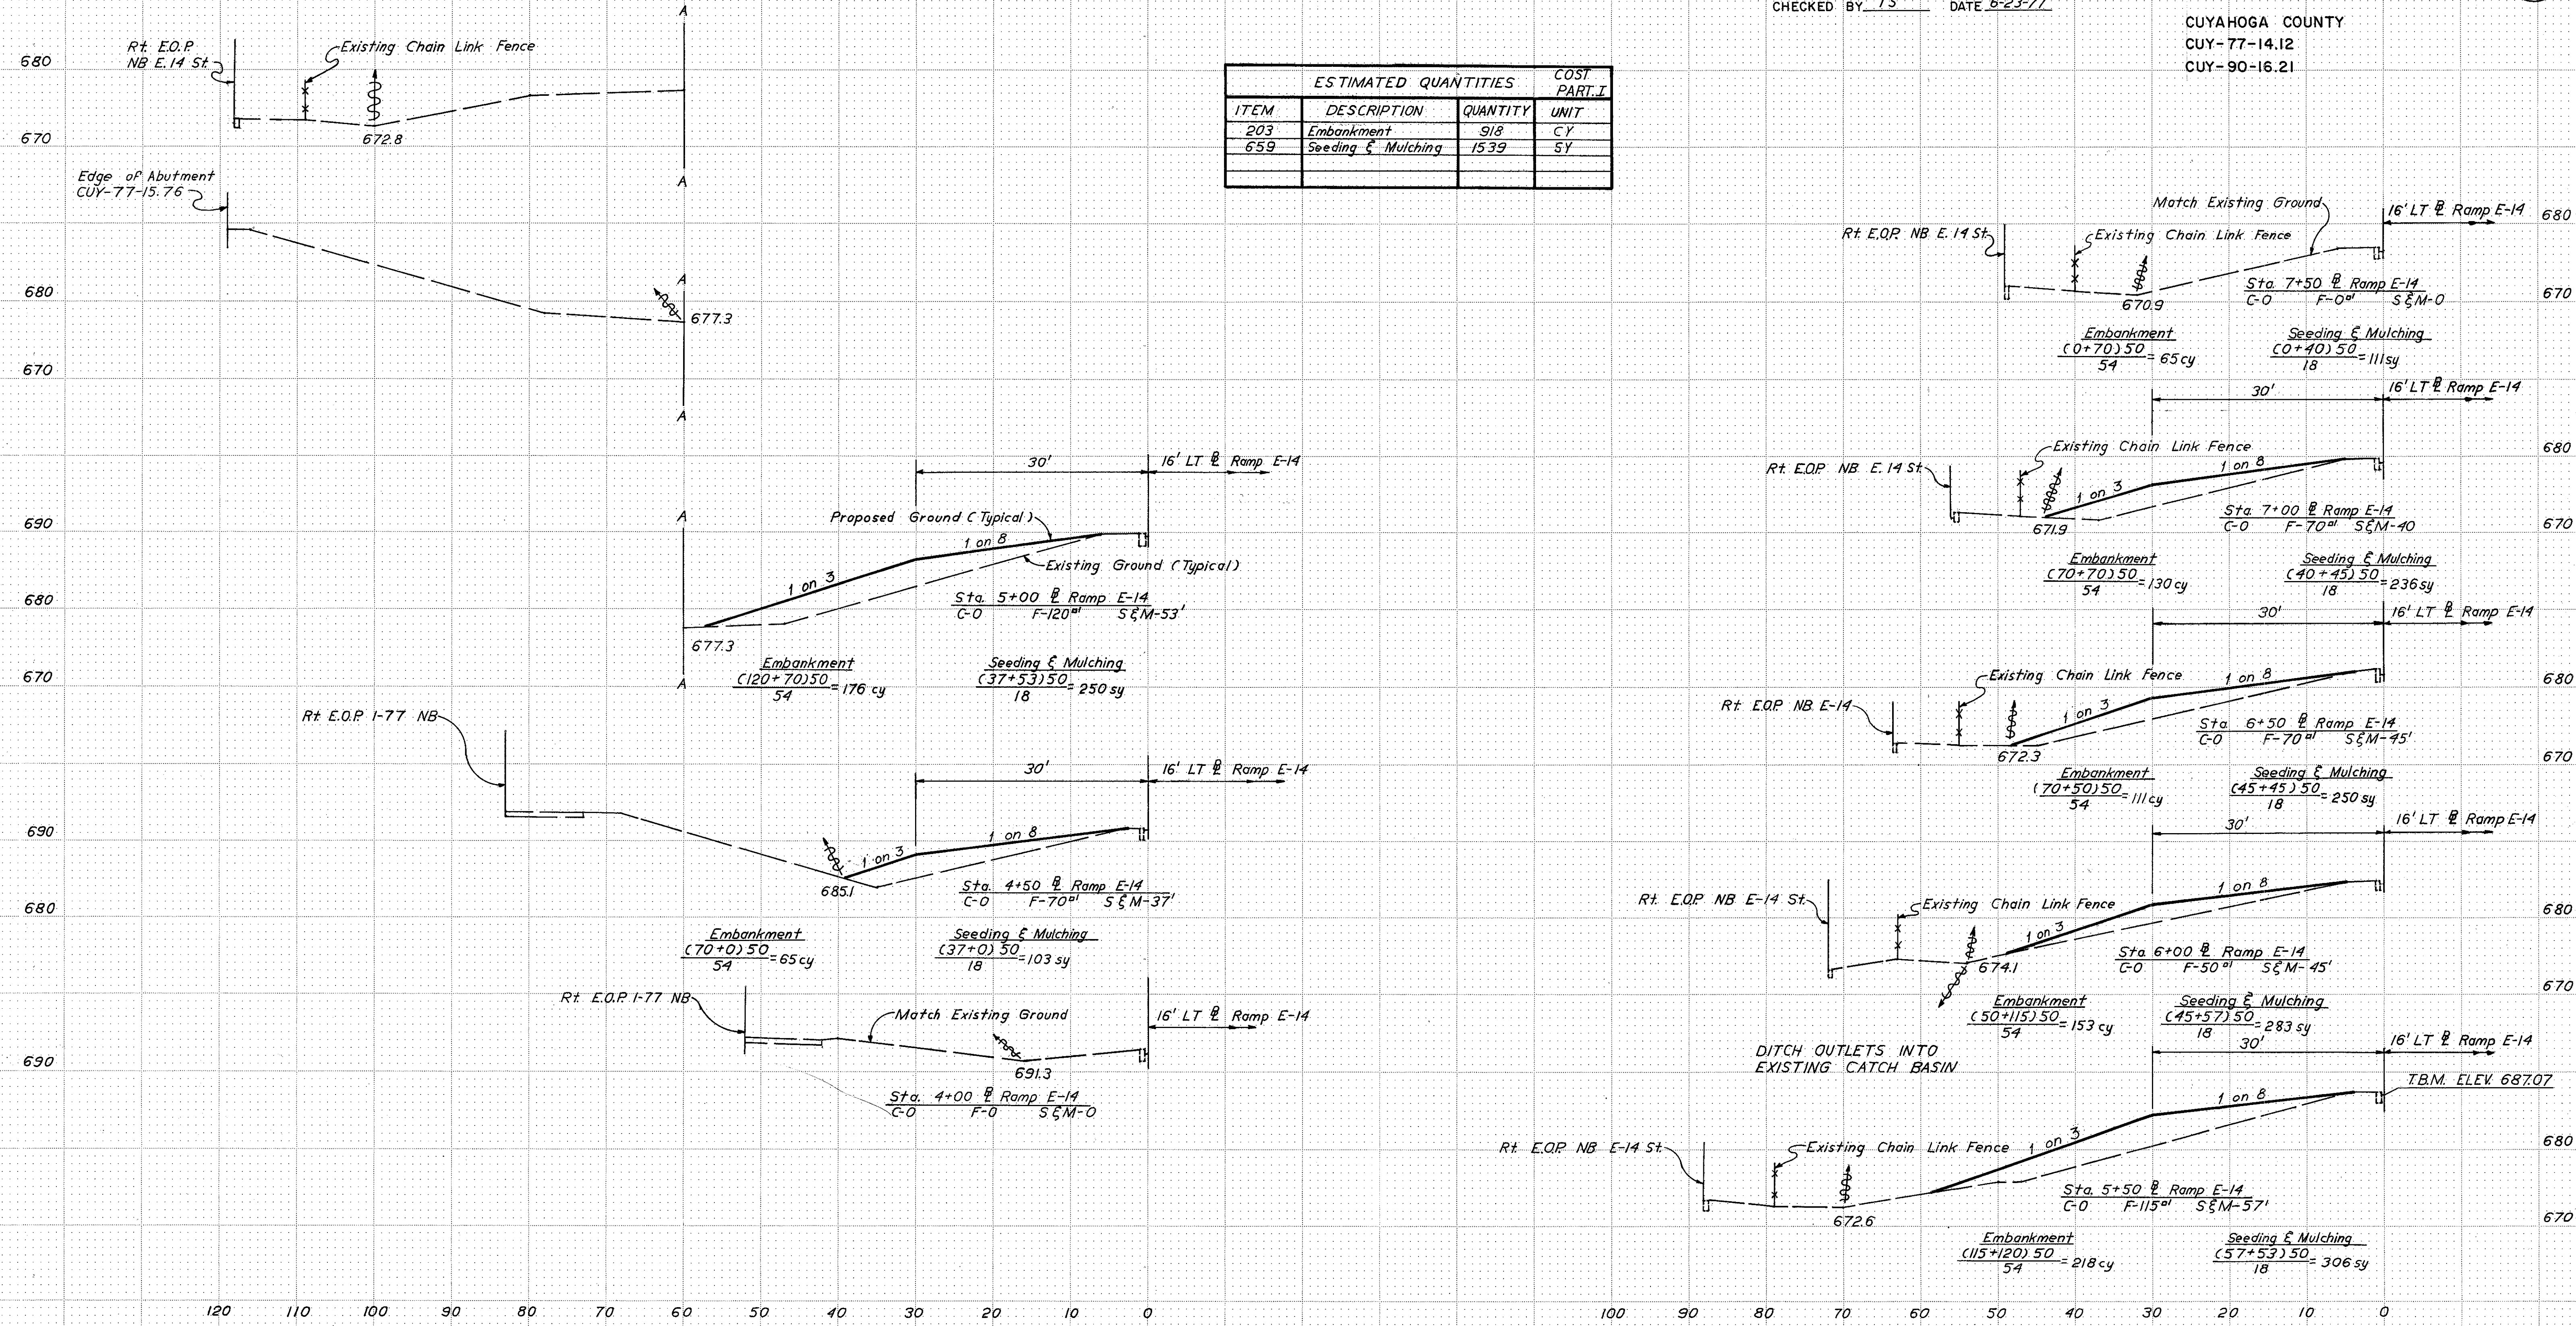 CHECKED BY TS DATE 6-23-77
CUYAHOGA COUNTY
CUY-77-14.12
CUY-90-16.21
ESTIMATED QUANTITIES COST PART.I
ITEM DESCRIPTION QUANTITY UNIT
203 Embankment 918 CY
659 Seeding & Mulching 1539 SY
A
Rt. E.O.P.
NB E.14 St.
Existing Chain Link Fence
680
670
672.8
A
Edge of Abutment
CUY-77-15.76
A
680
677.3
670
A
30'
16' LT ⅊ Ramp E-14
A
690
Proposed Ground (Typical)
1 on 8
1 on 3
Existing Ground (Typical)
680
Sta. 5+00 ⅊ Ramp E-14
C-0 F-120⁰' S&M-53'
677.3
670
A
Embankment
(120+70)50
54
= 176 cy
Seeding & Mulching
(37+53)50
18
= 250 sy
Rt. E.O.P. I-77 NB
30'
16' LT ⅊ Ramp E-14
690
1 on 8
1 on 3
685.1
Sta. 4+50 ⅊ Ramp E-14
C-0 F-70⁰' S&M-37'
680
Embankment
(70+0)50
54
= 65 cy
Seeding & Mulching
(37+0)50
18
= 103 sy
Rt. E.O.P. I-77 NB
Match Existing Ground
16' LT ⅊ Ramp E-14
690
691.3
Sta. 4+00 ⅊ Ramp E-14
C-0 F-0 S&M-0
120 110 100 90 80 70 60 50 40 30 20 10 0
Match Existing Ground
16' LT ⅊ Ramp E-14
680
Rt. E.O.P. NB E. 14 St.
Existing Chain Link Fence
Sta. 7+50 ⅊ Ramp E-14
C-0 F-0⁰' S&M-0
670.9
670
Embankment
(0+70)50
54
= 65 cy
Seeding & Mulching
(0+40)50
18
= 111 sy
30'
16' LT ⅊ Ramp E-14
Existing Chain Link Fence
680
Rt. E.O.P. NB E. 14 St.
1 on 8
1 on 3
Sta. 7+00 ⅊ Ramp E-14
C-0 F-70⁰' S&M-40
671.9
670
Embankment
(70+70)50
54
= 130 cy
Seeding & Mulching
(40+45)50
18
= 236 sy
30'
16' LT ⅊ Ramp E-14
Existing Chain Link Fence
680
Rt. E.O.P. NB E-14
1 on 8
1 on 3
Sta. 6+50 ⅊ Ramp E-14
C-0 F-70⁰' S&M-45'
672.3
670
Embankment
(70+50)50
54
= 111 cy
Seeding & Mulching
(45+45)50
18
= 250 sy
30'
16' LT ⅊ Ramp E-14
Rt. E.O.P. NB E-14 St.
Existing Chain Link Fence
680
1 on 8
1 on 3
Sta. 6+00 ⅊ Ramp E-14
C-0 F-50⁰' S&M-45'
674.1
670
Embankment
(50+115)50
54
= 153 cy
Seeding & Mulching
(45+57)50
18
= 283 sy
DITCH OUTLETS INTO
EXISTING CATCH BASIN
30'
16' LT ⅊ Ramp E-14
T.B.M. ELEV. 687.07
1 on 8
1 on 3
Rt. E.O.P. NB E-14 St.
Existing Chain Link Fence
680
Sta. 5+50 ⅊ Ramp E-14
C-0 F-115⁰' S&M-57'
672.6
670
Embankment
(115+120)50
54
= 218 cy
Seeding & Mulching
(57+53)50
18
= 306 sy
100 90 80 70 60 50 40 30 20 10 0